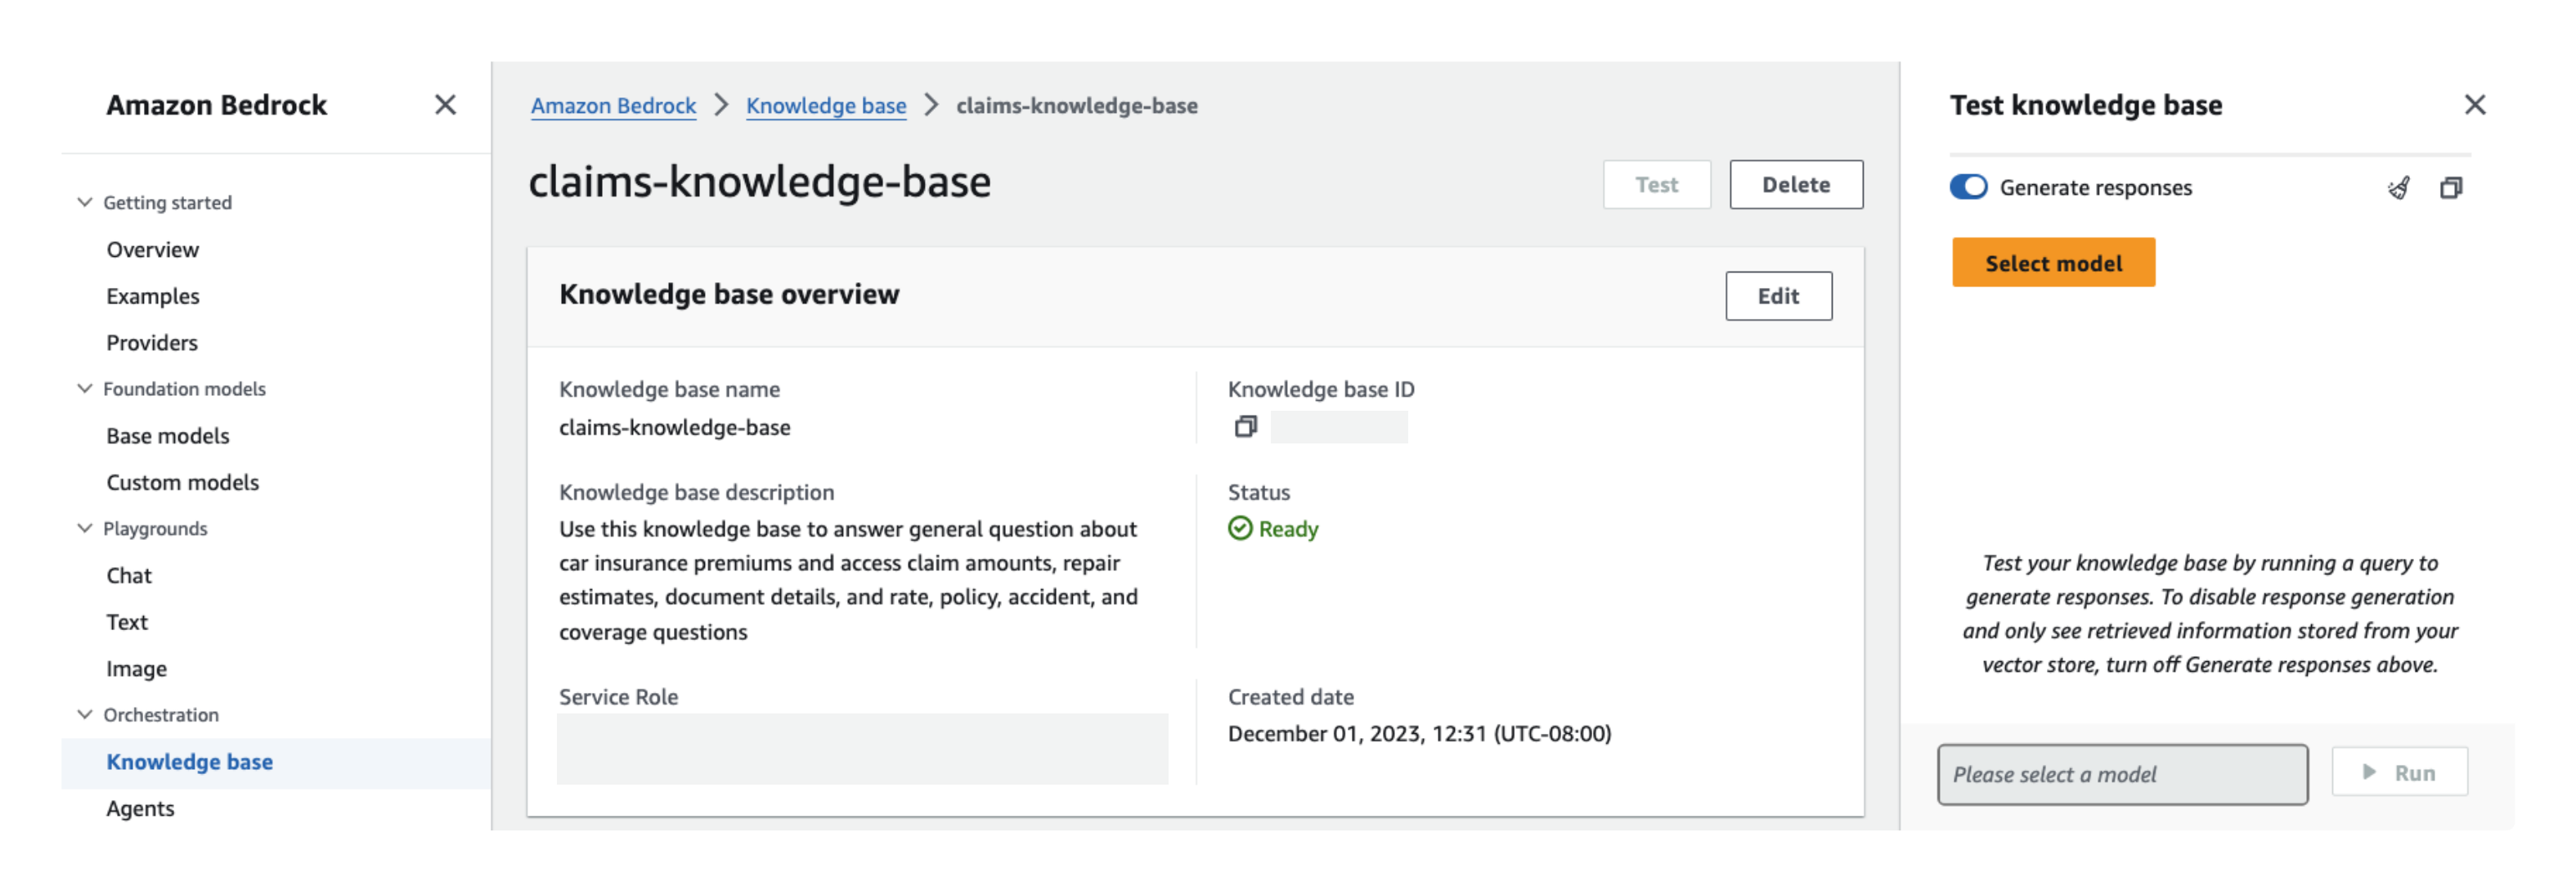 Amazon Bedrock
Getting started
Overview
Examples
Providers
Foundation models
Base models
Custom models
Playgrounds
Chat
Text
Image
Orchestration
Knowledge base
Agents
Amazon Bedrock > Knowledge base > claims-knowledge-base
claims-knowledge-base
Test
Delete
Knowledge base overview
Edit
Knowledge base name
claims-knowledge-base
Knowledge base ID
Knowledge base description
Use this knowledge base to answer general question about
car insurance premiums and access claim amounts, repair
estimates, document details, and rate, policy, accident, and
coverage questions
Status
Ready
Service Role
Created date
December 01, 2023, 12:31 (UTC-08:00)
Test knowledge base
Generate responses
Select model
Test your knowledge base by running a query to
generate responses. To disable response generation
and only see retrieved information stored from your
vector store, turn off Generate responses above.
Please select a model
Run